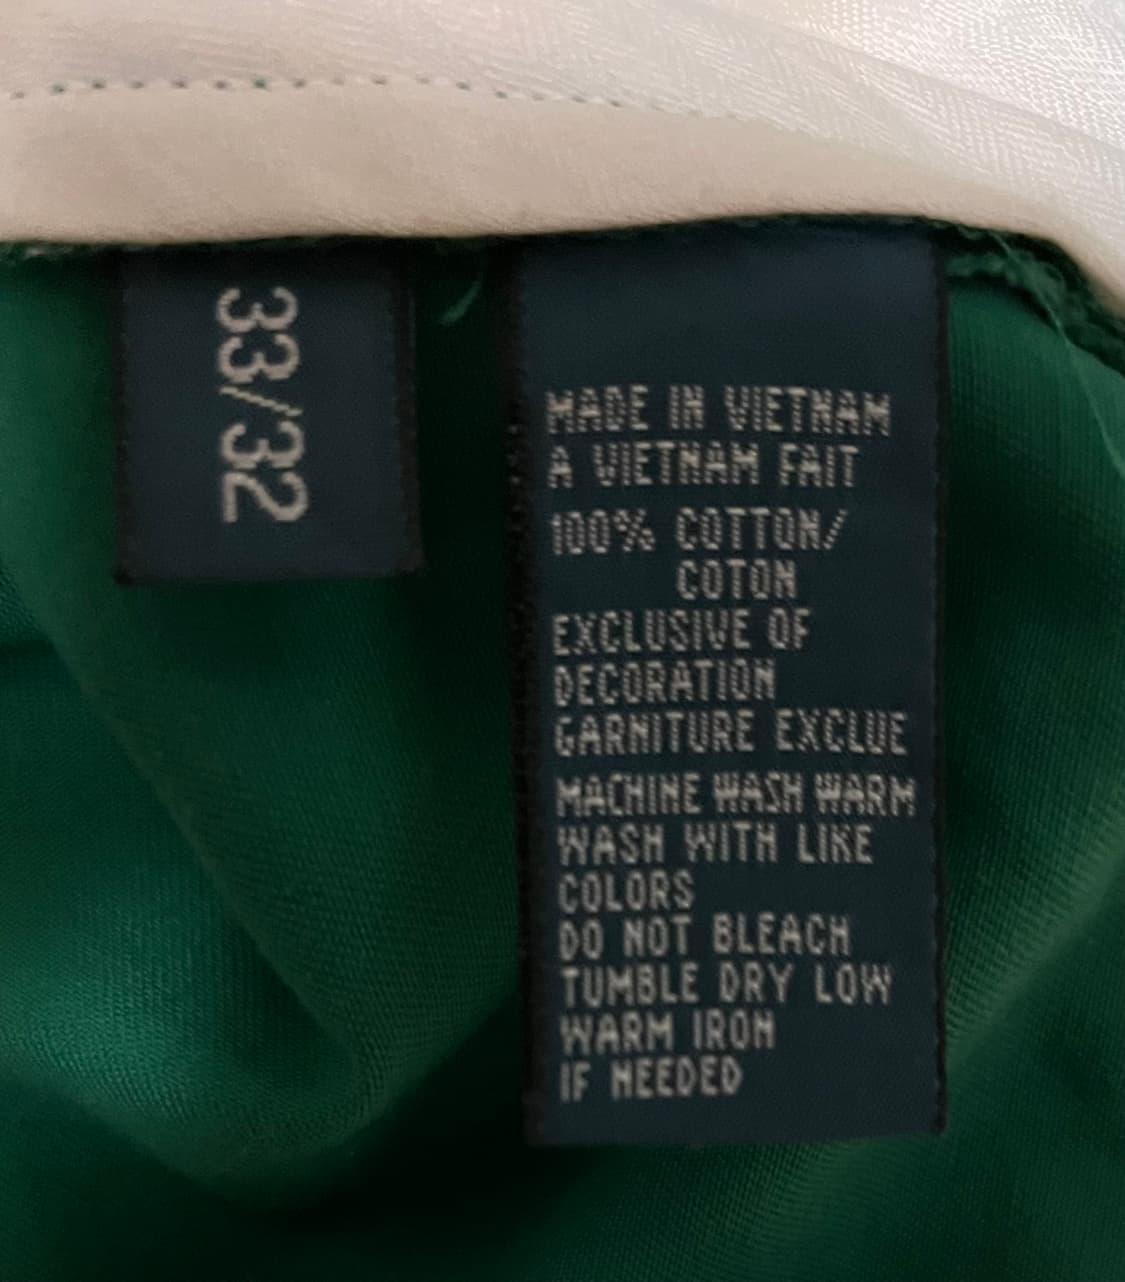 33/32
MADE IN VIETNAM
A VIETNAM FAIT
100% COTTON/
COTON
EXCLUSIVE OF
DECORATION
GARNITURE EXCLUE
MACHINE WASH WARM
WASH WITH LIKE
COLORS
DO NOT BLEACH
TUMBLE DRY LOW
WARM IRON
IF NEEDED